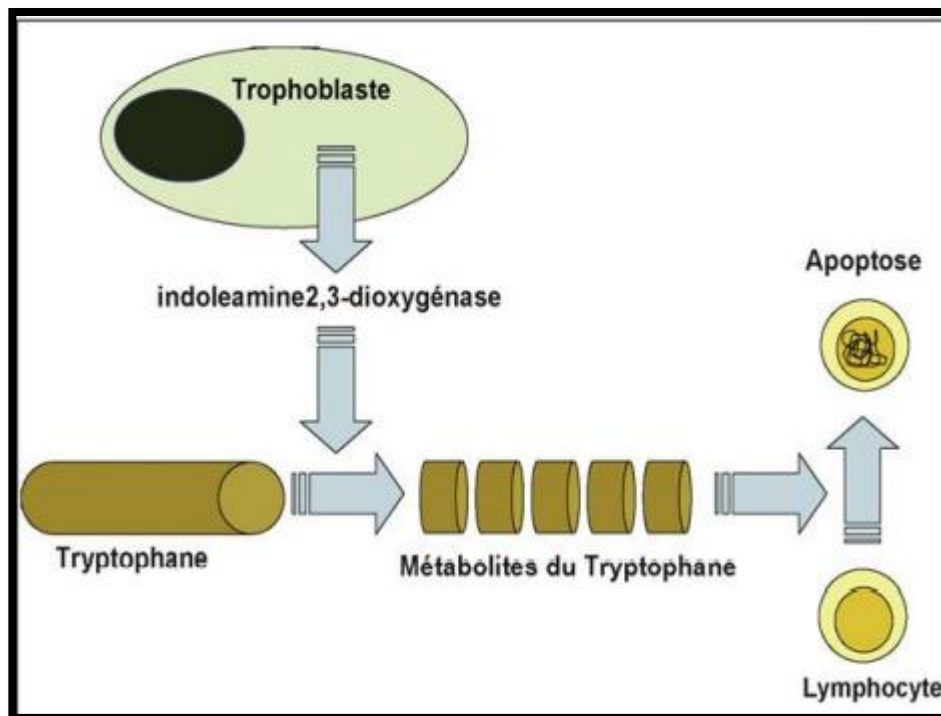 Trophoblaste
indoleamine2,3-dioxygénase
Apoptose
Tryptophane
Métabolites du Tryptophane
Lymphocyte